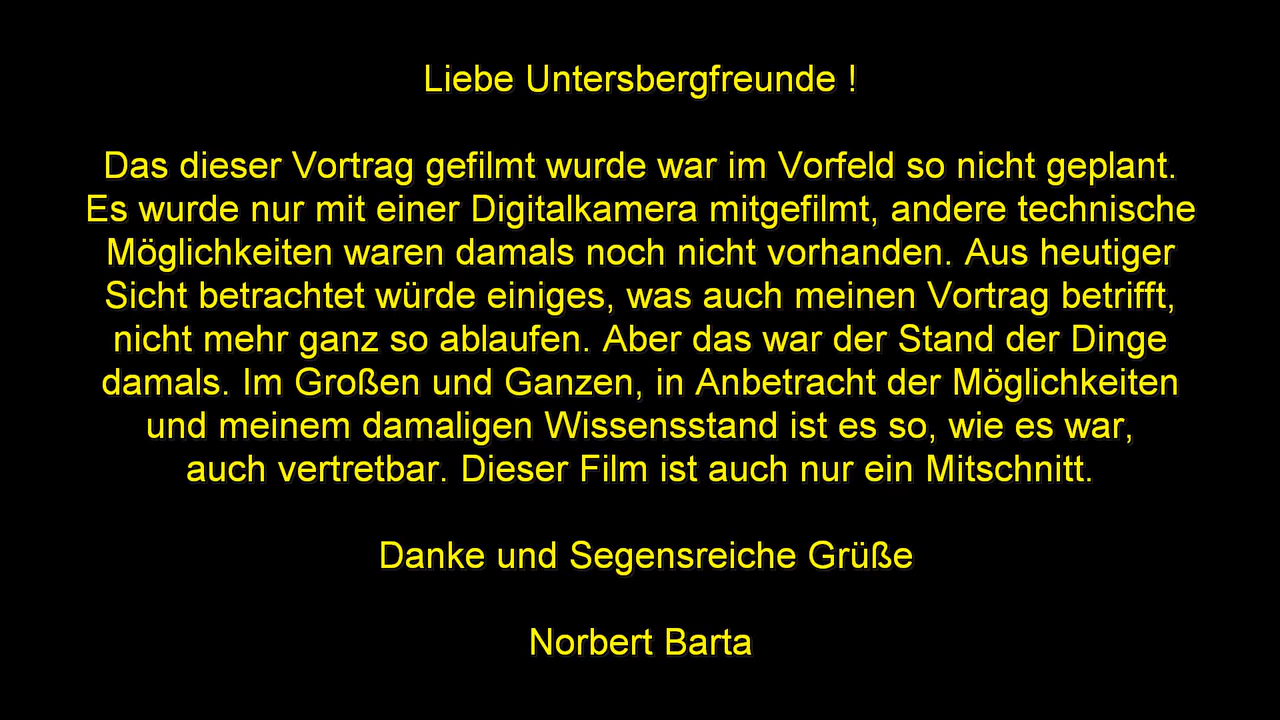 Liebe Untersbergfreunde !
Das dieser Vortrag gefilmt wurde war im Vorfeld so nicht geplant.
Es wurde nur mit einer Digitalkamera mitgefilmt, andere technische
Möglichkeiten waren damals noch nicht vorhanden. Aus heutiger
Sicht betrachtet würde einiges, was auch meinen Vortrag betrifft,
nicht mehr ganz so ablaufen. Aber das war der Stand der Dinge
damals. Im Großen und Ganzen, in Anbetracht der Möglichkeiten
und meinem damaligen Wissensstand ist es so, wie es war,
auch vertretbar. Dieser Film ist auch nur ein Mitschnitt.
Danke und Segensreiche Grüße
Norbert Barta